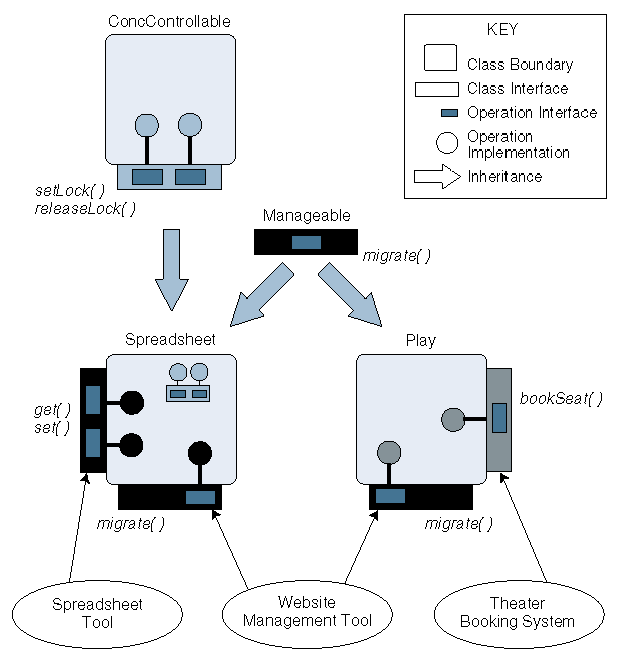 ConcControllable
KEY
Class Boundary
Class Interface
Operation Interface
Operation
Implementation
Inheritance
setLock( )
releaseLock( )
Manageable
migrate( )
Spreadsheet
Play
get( )
set( )
bookSeat( )
migrate( )
migrate( )
Spreadsheet
Tool
Website
Management Tool
Theater
Booking System